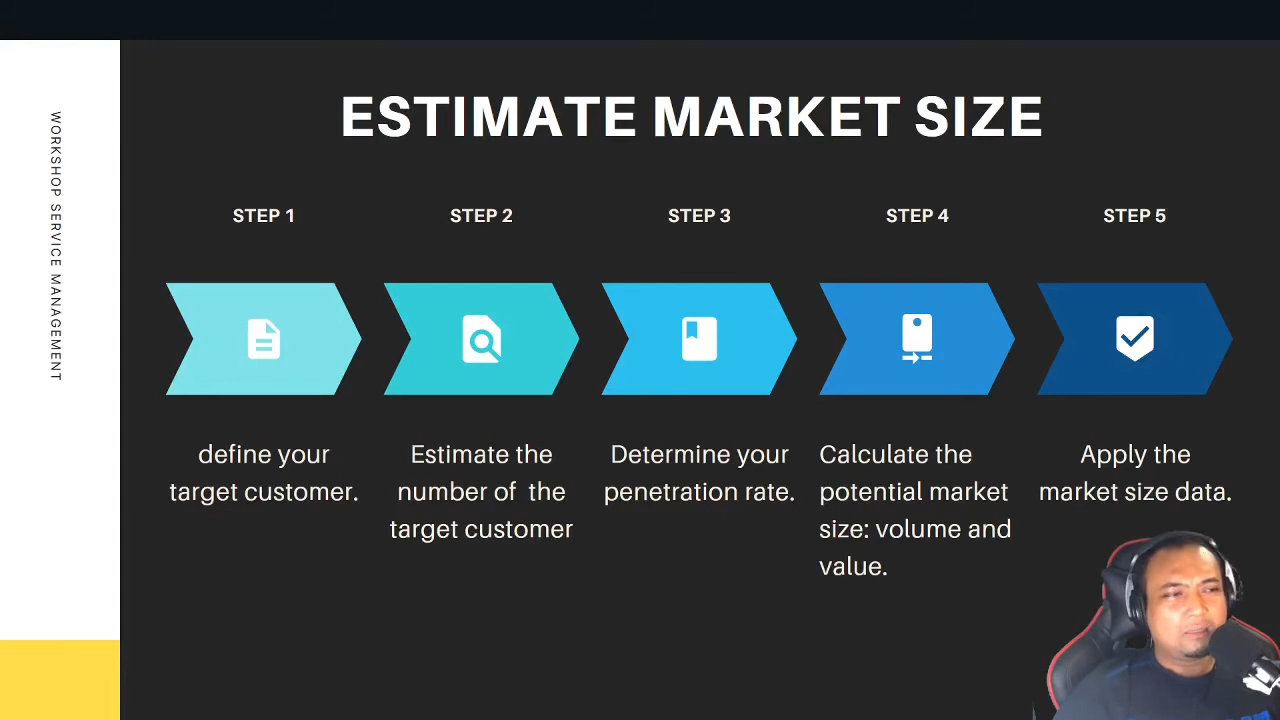 WORKSHOP SERVICE MANAGEMENT
ESTIMATE MARKET SIZE
STEP 1
STEP 2
STEP 3
STEP 4
STEP 5
define your
target customer.
Estimate the
number of the
target customer
Determine your
penetration rate.
Calculate the
potential market
size: volume and
value.
Apply the
market size data.